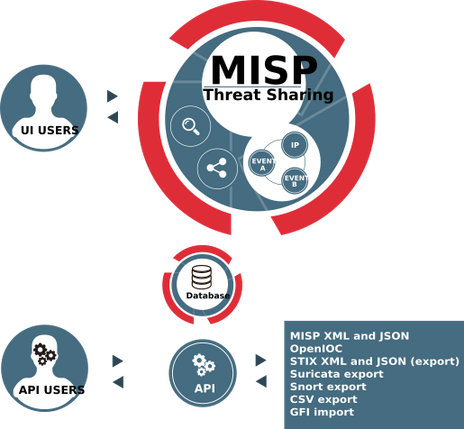 MISP
Threat Sharing
UI USERS
IP
EVENT
A
EVENT
B
Database
API USERS
API
MISP XML and JSON
OpenIOC
STIX XML and JSON (export)
Suricata export
Snort export
CSV export
GFI import